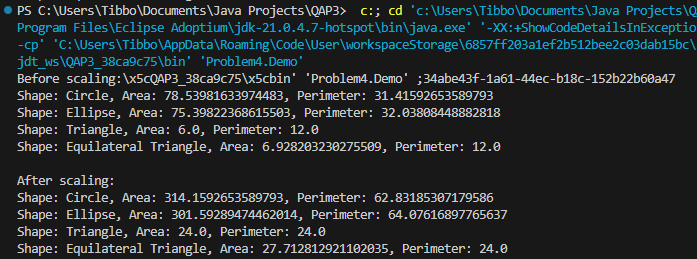 PS C:\Users\Tibbo\Documents\Java Projects\QAP3>  c:; cd 'c:\Users\Tibbo\Documents\Java Projects\Q
Program Files\Eclipse Adoptium\jdk-21.0.4.7-hotspot\bin\java.exe' '-XX:+ShowCodeDetailsInExceptio
-cp' 'C:\Users\Tibbo\AppData\Roaming\Code\User\workspaceStorage\6857ff203a1ef2b512bee2c03dab15bc\
jdt_ws\QAP3_38ca9c75\bin' 'Problem4.Demo'
Before scaling:\x5cQAP3_38ca9c75\x5cbin' 'Problem4.Demo' ;34abe43f-1a61-44ec-b18c-152b22b60a47
Shape: Circle, Area: 78.53981633974483, Perimeter: 31.41592653589793
Shape: Ellipse, Area: 75.39822368615503, Perimeter: 32.03808448882818
Shape: Triangle, Area: 6.0, Perimeter: 12.0
Shape: Equilateral Triangle, Area: 6.928203230275509, Perimeter: 12.0
After scaling:
Shape: Circle, Area: 314.1592653589793, Perimeter: 62.83185307179586
Shape: Ellipse, Area: 301.59289474462014, Perimeter: 64.07616897765637
Shape: Triangle, Area: 24.0, Perimeter: 24.0
Shape: Equilateral Triangle, Area: 27.712812921102035, Perimeter: 24.0